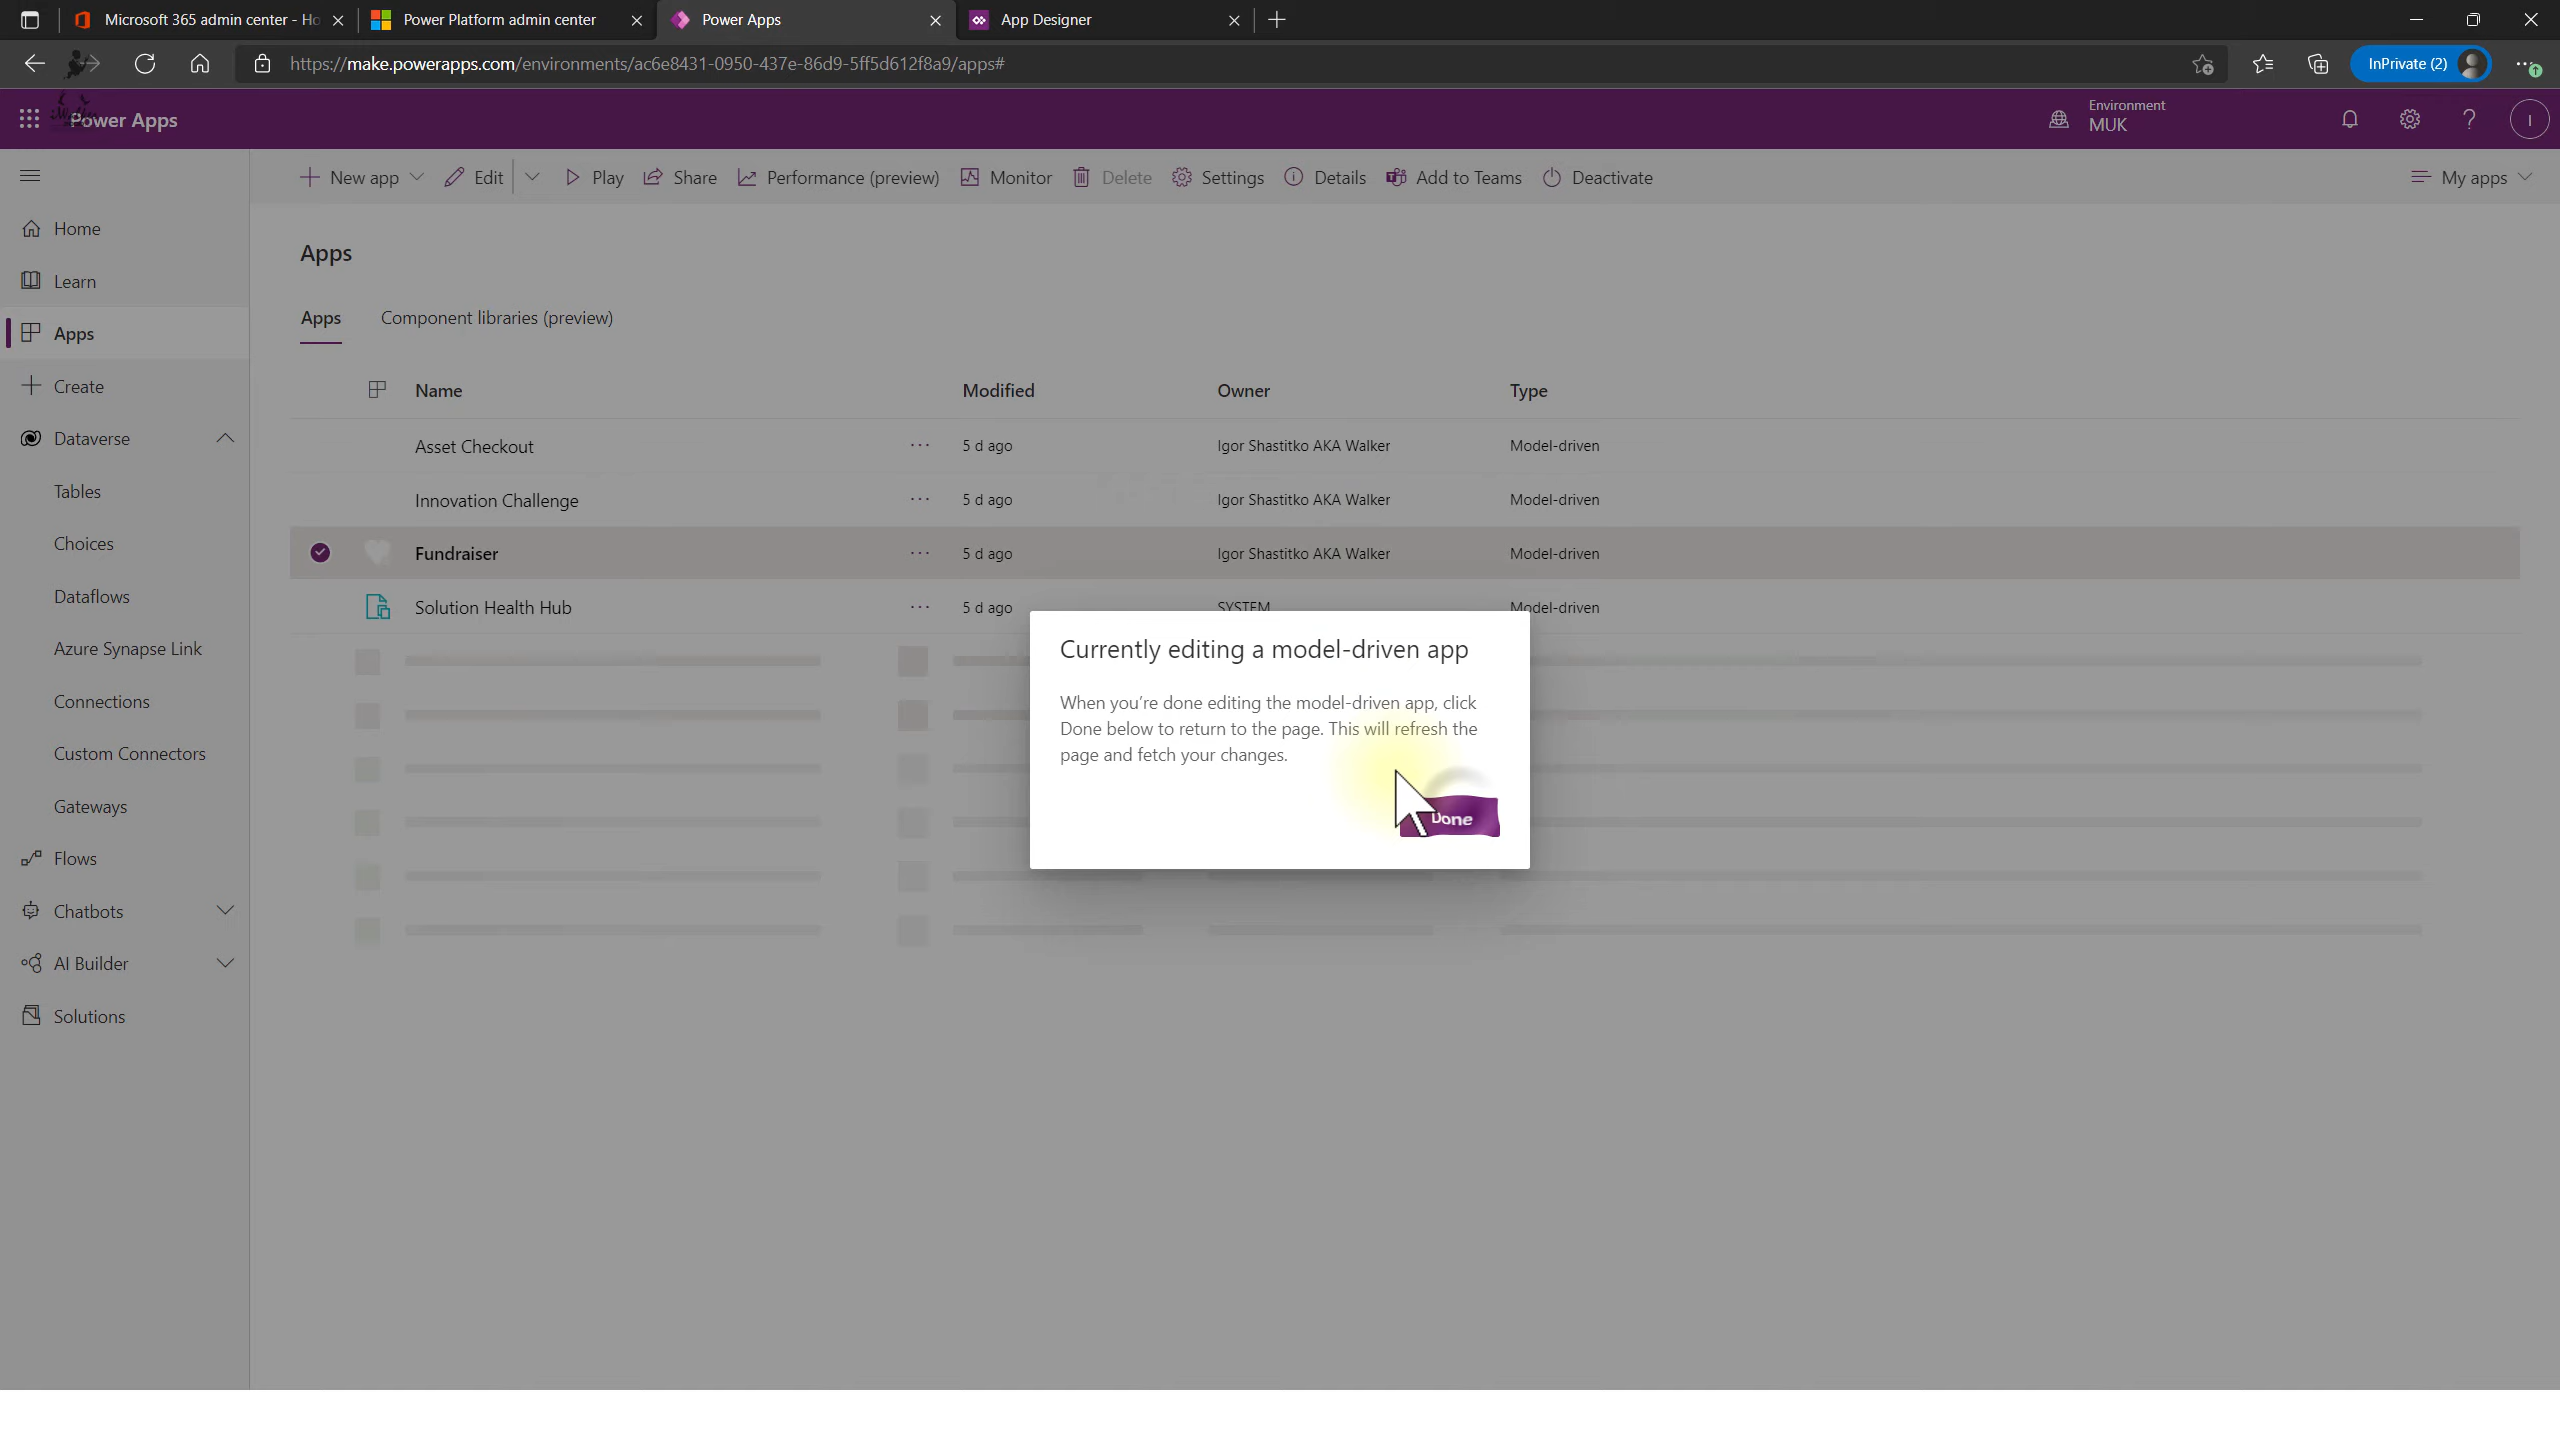 Microsoft 365 admin center - Ho
Power Platform admin center
Power Apps
App Designer
https://make.powerapps.com/environments/ac6e8431-0950-437e-86d9-5ff5d612f8a9/apps#
InPrivate (2)
Power Apps
Environment
MUK
I
New app
Edit
Play
Share
Performance (preview)
Monitor
Delete
Settings
Details
Add to Teams
Deactivate
My apps
Home
Learn
Apps
Create
Dataverse
Tables
Choices
Dataflows
Azure Synapse Link
Connections
Custom Connectors
Gateways
Flows
Chatbots
AI Builder
Solutions
Apps
Apps
Component libraries (preview)
Name Modified Owner Type
Asset Checkout ... 5 d ago Igor Shastitko AKA Walker Model-driven
Innovation Challenge ... 5 d ago Igor Shastitko AKA Walker Model-driven
Fundraiser ... 5 d ago Igor Shastitko AKA Walker Model-driven
Solution Health Hub ... 5 d ago SYSTEM Model-driven
Currently editing a model-driven app
When you're done editing the model-driven app, click
Done below to return to the page. This will refresh the
page and fetch your changes.
Done